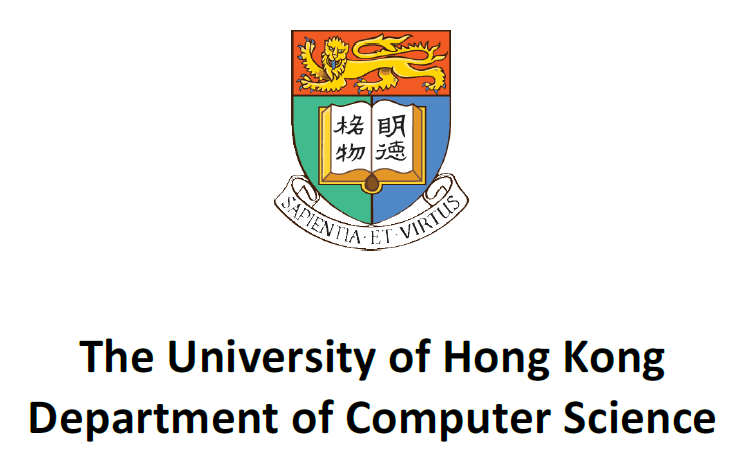 明德
格物
SAPIENTIA·ET·VIRTUS
The University of Hong Kong
Department of Computer Science